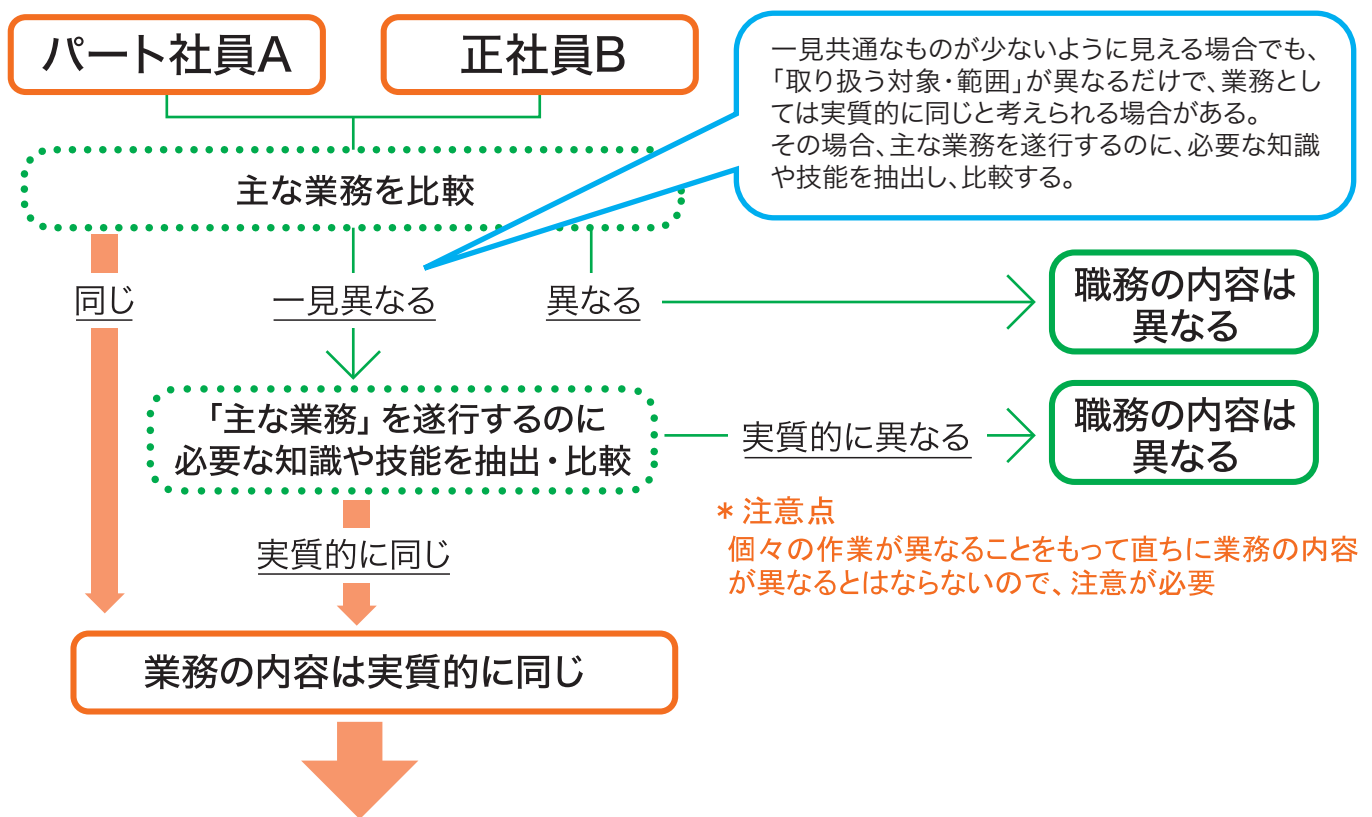 パート社員A
正社員B
一見共通なものが少ないように見える場合でも、
「取り扱う対象・範囲」が異なるだけで、業務とし
ては実質的に同じと考えられる場合がある。
その場合、主な業務を遂行するのに、必要な知識
や技能を抽出し、比較する。
主な業務を比較
同じ
一見異なる
異なる
職務の内容は
異なる
「主な業務」を遂行するのに
必要な知識や技能を抽出・比較
実質的に異なる
職務の内容は
異なる
＊注意点
個々の作業が異なることをもって直ちに業務の内容
が異なるとはならないので、注意が必要
実質的に同じ
業務の内容は実質的に同じ